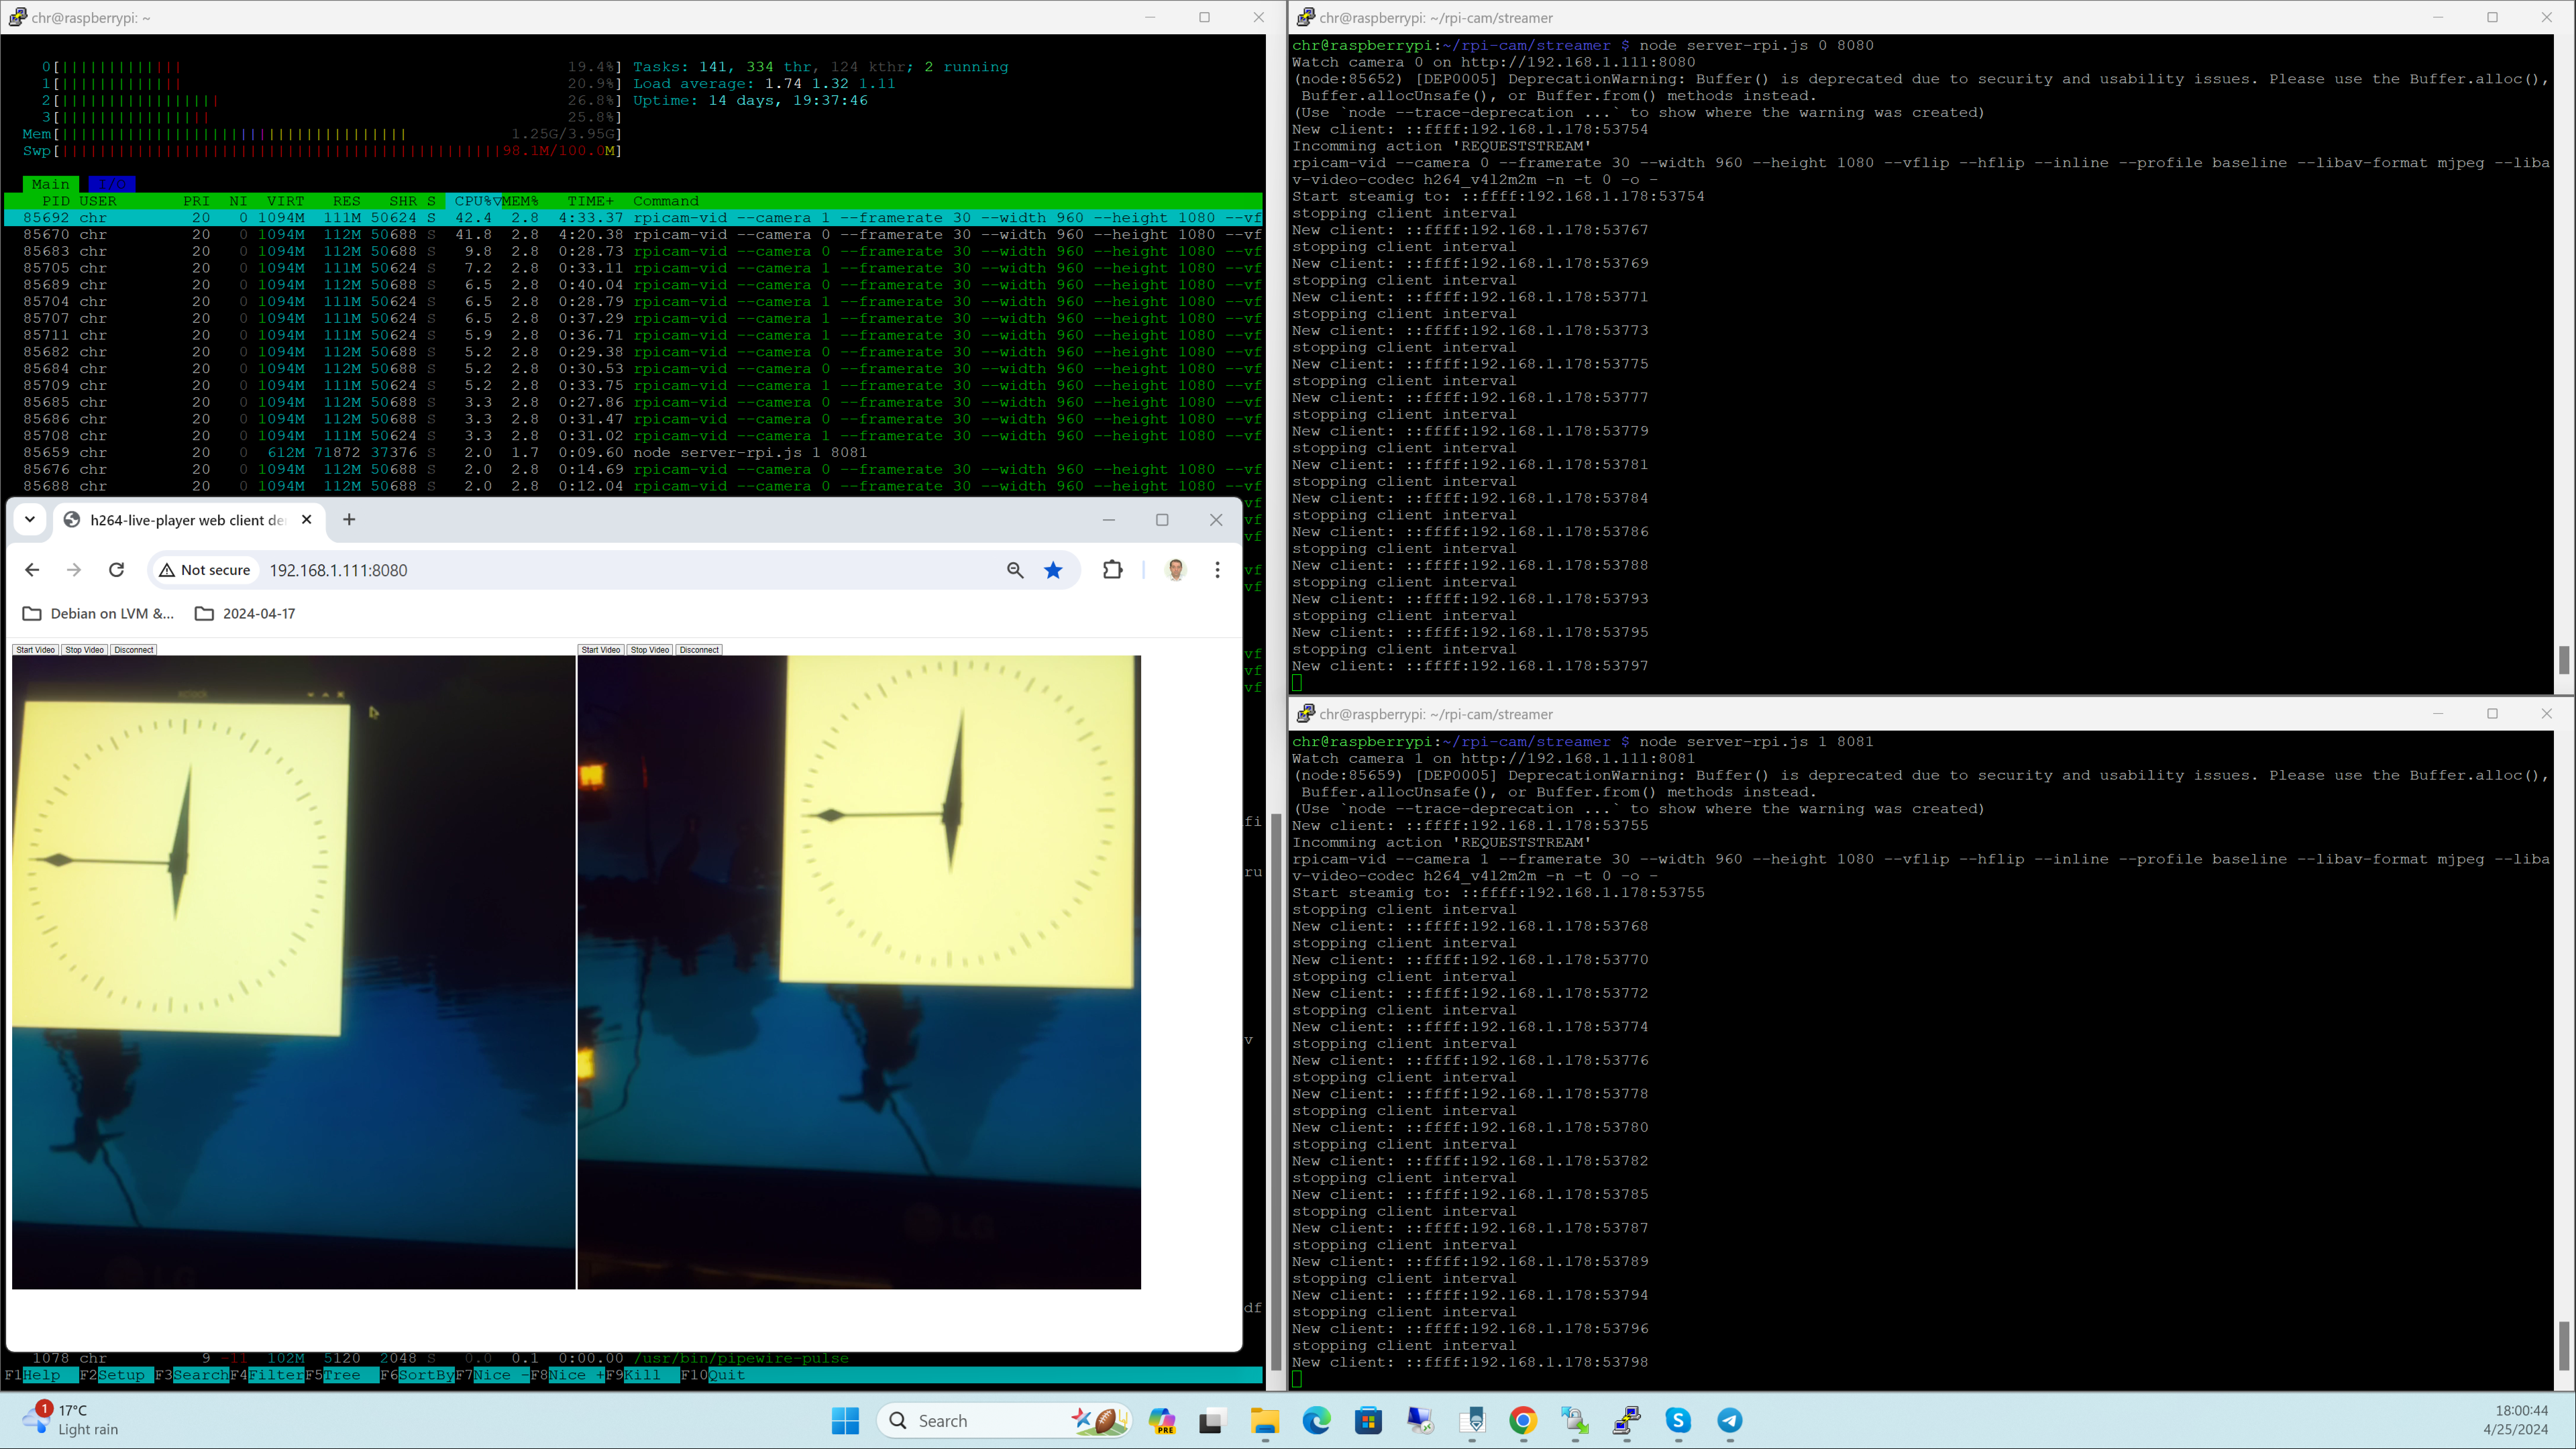 chr@raspberrypi: ~
0[ 19.4%] Tasks: 141, 334 thr, 124 kthr; 2 running
1[ 20.9%] Load average: 1.74 1.32 1.11
2[ 26.8%] Uptime: 14 days, 19:37:46
3[ 25.8%]
Mem[ 1.25G/3.95G]
Swp[ 98.1M/100.0M]
Main I/O
PID USER PRI NI VIRT RES SHR S CPU%▽MEM% TIME+ Command
85692 chr 20 0 1094M 111M 50624 S 42.4 2.8 4:33.37 rpicam-vid --camera 1 --framerate 30 --width 960 --height 1080 --vf
85670 chr 20 0 1094M 112M 50688 S 41.8 2.8 4:20.38 rpicam-vid --camera 0 --framerate 30 --width 960 --height 1080 --vf
85683 chr 20 0 1094M 112M 50688 S 9.8 2.8 0:28.73 rpicam-vid --camera 0 --framerate 30 --width 960 --height 1080 --vf
85705 chr 20 0 1094M 111M 50624 S 7.2 2.8 0:33.11 rpicam-vid --camera 1 --framerate 30 --width 960 --height 1080 --vf
85689 chr 20 0 1094M 112M 50688 S 6.5 2.8 0:40.04 rpicam-vid --camera 0 --framerate 30 --width 960 --height 1080 --vf
85704 chr 20 0 1094M 111M 50624 S 6.5 2.8 0:28.79 rpicam-vid --camera 1 --framerate 30 --width 960 --height 1080 --vf
85707 chr 20 0 1094M 111M 50624 S 6.5 2.8 0:37.29 rpicam-vid --camera 1 --framerate 30 --width 960 --height 1080 --vf
85711 chr 20 0 1094M 111M 50624 S 5.9 2.8 0:36.71 rpicam-vid --camera 1 --framerate 30 --width 960 --height 1080 --vf
85682 chr 20 0 1094M 112M 50688 S 5.2 2.8 0:29.38 rpicam-vid --camera 0 --framerate 30 --width 960 --height 1080 --vf
85684 chr 20 0 1094M 112M 50688 S 5.2 2.8 0:30.53 rpicam-vid --camera 0 --framerate 30 --width 960 --height 1080 --vf
85709 chr 20 0 1094M 111M 50624 S 5.2 2.8 0:33.75 rpicam-vid --camera 1 --framerate 30 --width 960 --height 1080 --vf
85685 chr 20 0 1094M 112M 50688 S 3.3 2.8 0:27.86 rpicam-vid --camera 0 --framerate 30 --width 960 --height 1080 --vf
85686 chr 20 0 1094M 112M 50688 S 3.3 2.8 0:31.47 rpicam-vid --camera 0 --framerate 30 --width 960 --height 1080 --vf
85708 chr 20 0 1094M 111M 50624 S 3.3 2.8 0:31.02 rpicam-vid --camera 1 --framerate 30 --width 960 --height 1080 --vf
85659 chr 20 0 612M 71872 37376 S 2.0 1.7 0:09.60 node server-rpi.js 1 8081
85676 chr 20 0 1094M 112M 50688 S 2.0 2.8 0:14.69 rpicam-vid --camera 0 --framerate 30 --width 960 --height 1080 --vf
85688 chr 20 0 1094M 112M 50688 S 2.0 2.8 0:12.04 rpicam-vid --camera 0 --framerate 30 --width 960 --height 1080 --vf
vf
vf
vf
vf
vf
vf
vf
vf
fi
ru
v
df
h264-live-player web client de
Not secure 192.168.1.111:8080
Debian on LVM &... 2024-04-17
Start Video Stop Video Disconnect Start Video Stop Video Disconnect
LG
LG
1078 chr 9 -11 102M 5120 2048 S 0.0 0.1 0:00.00 /usr/bin/pipewire-pulse
F1Help F2Setup F3SearchF4FilterF5Tree F6SortByF7Nice -F8Nice +F9Kill F10Quit
chr@raspberrypi: ~/rpi-cam/streamer
chr@raspberrypi:~/rpi-cam/streamer $ node server-rpi.js 0 8080
Watch camera 0 on http://192.168.1.111:8080
(node:85652) [DEP0005] DeprecationWarning: Buffer() is deprecated due to security and usability issues. Please use the Buffer.alloc(),
Buffer.allocUnsafe(), or Buffer.from() methods instead.
(Use `node --trace-deprecation ...` to show where the warning was created)
New client: ::ffff:192.168.1.178:53754
Incomming action 'REQUESTSTREAM'
rpicam-vid --camera 0 --framerate 30 --width 960 --height 1080 --vflip --hflip --inline --profile baseline --libav-format mjpeg --liba
v-video-codec h264_v4l2m2m -n -t 0 -o -
Start steamig to: ::ffff:192.168.1.178:53754
stopping client interval
New client: ::ffff:192.168.1.178:53767
stopping client interval
New client: ::ffff:192.168.1.178:53769
stopping client interval
New client: ::ffff:192.168.1.178:53771
stopping client interval
New client: ::ffff:192.168.1.178:53773
stopping client interval
New client: ::ffff:192.168.1.178:53775
stopping client interval
New client: ::ffff:192.168.1.178:53777
stopping client interval
New client: ::ffff:192.168.1.178:53779
stopping client interval
New client: ::ffff:192.168.1.178:53781
stopping client interval
New client: ::ffff:192.168.1.178:53784
stopping client interval
New client: ::ffff:192.168.1.178:53786
stopping client interval
New client: ::ffff:192.168.1.178:53788
stopping client interval
New client: ::ffff:192.168.1.178:53793
stopping client interval
New client: ::ffff:192.168.1.178:53795
stopping client interval
New client: ::ffff:192.168.1.178:53797
chr@raspberrypi: ~/rpi-cam/streamer
chr@raspberrypi:~/rpi-cam/streamer $ node server-rpi.js 1 8081
Watch camera 1 on http://192.168.1.111:8081
(node:85659) [DEP0005] DeprecationWarning: Buffer() is deprecated due to security and usability issues. Please use the Buffer.alloc(),
Buffer.allocUnsafe(), or Buffer.from() methods instead.
(Use `node --trace-deprecation ...` to show where the warning was created)
New client: ::ffff:192.168.1.178:53755
Incomming action 'REQUESTSTREAM'
rpicam-vid --camera 1 --framerate 30 --width 960 --height 1080 --vflip --hflip --inline --profile baseline --libav-format mjpeg --liba
v-video-codec h264_v4l2m2m -n -t 0 -o -
Start steamig to: ::ffff:192.168.1.178:53755
stopping client interval
New client: ::ffff:192.168.1.178:53768
stopping client interval
New client: ::ffff:192.168.1.178:53770
stopping client interval
New client: ::ffff:192.168.1.178:53772
stopping client interval
New client: ::ffff:192.168.1.178:53774
stopping client interval
New client: ::ffff:192.168.1.178:53776
stopping client interval
New client: ::ffff:192.168.1.178:53778
stopping client interval
New client: ::ffff:192.168.1.178:53780
stopping client interval
New client: ::ffff:192.168.1.178:53782
stopping client interval
New client: ::ffff:192.168.1.178:53785
stopping client interval
New client: ::ffff:192.168.1.178:53787
stopping client interval
New client: ::ffff:192.168.1.178:53789
stopping client interval
New client: ::ffff:192.168.1.178:53794
stopping client interval
New client: ::ffff:192.168.1.178:53796
stopping client interval
New client: ::ffff:192.168.1.178:53798
1 17°C
Light rain
Search
PRE
S
18:00:44
4/25/2024